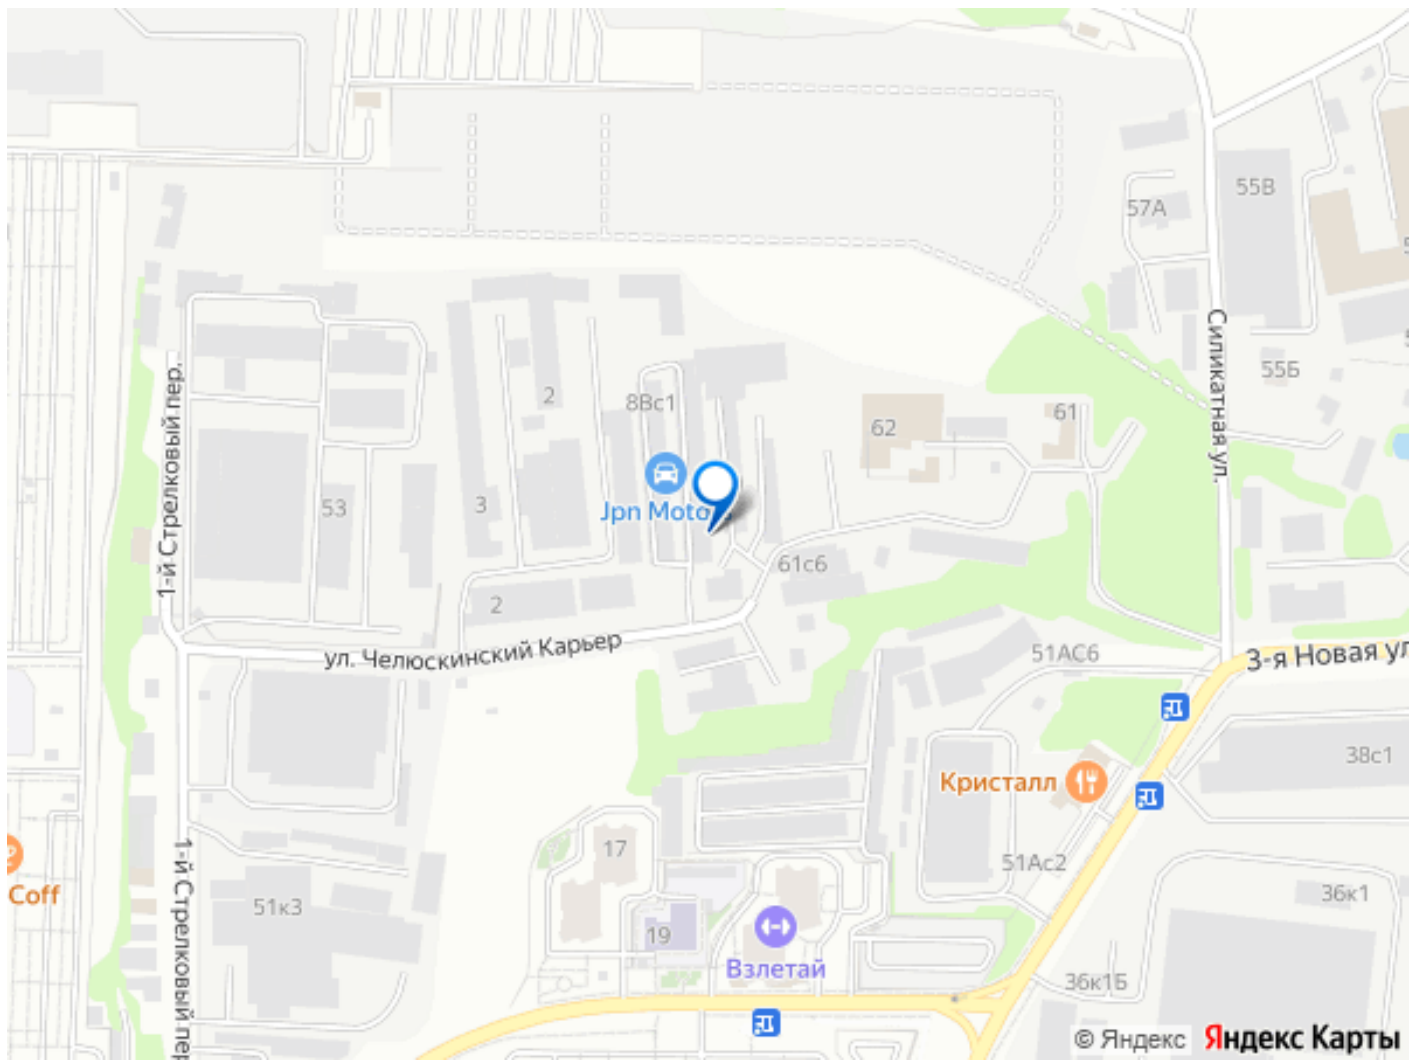 55В
57А
Силикатная ул.
55Б
1-й Стрелковый пер.
2
8Вс1
62
61
53
3
Jpn Motors
61с6
2
ул. Челюскинский Карьер
51АС6
3-я Новая ул
38с1
Кристалл
17
51Ас2
1-й Стрелковый пер
Coff
51к3
36к1
19
Взлетай
36к1Б
© Яндекс Яндекс Карты